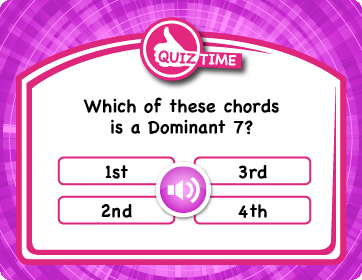 QUIZ TIME
Which of these chords
is a Dominant 7?
1st
3rd
2nd
4th